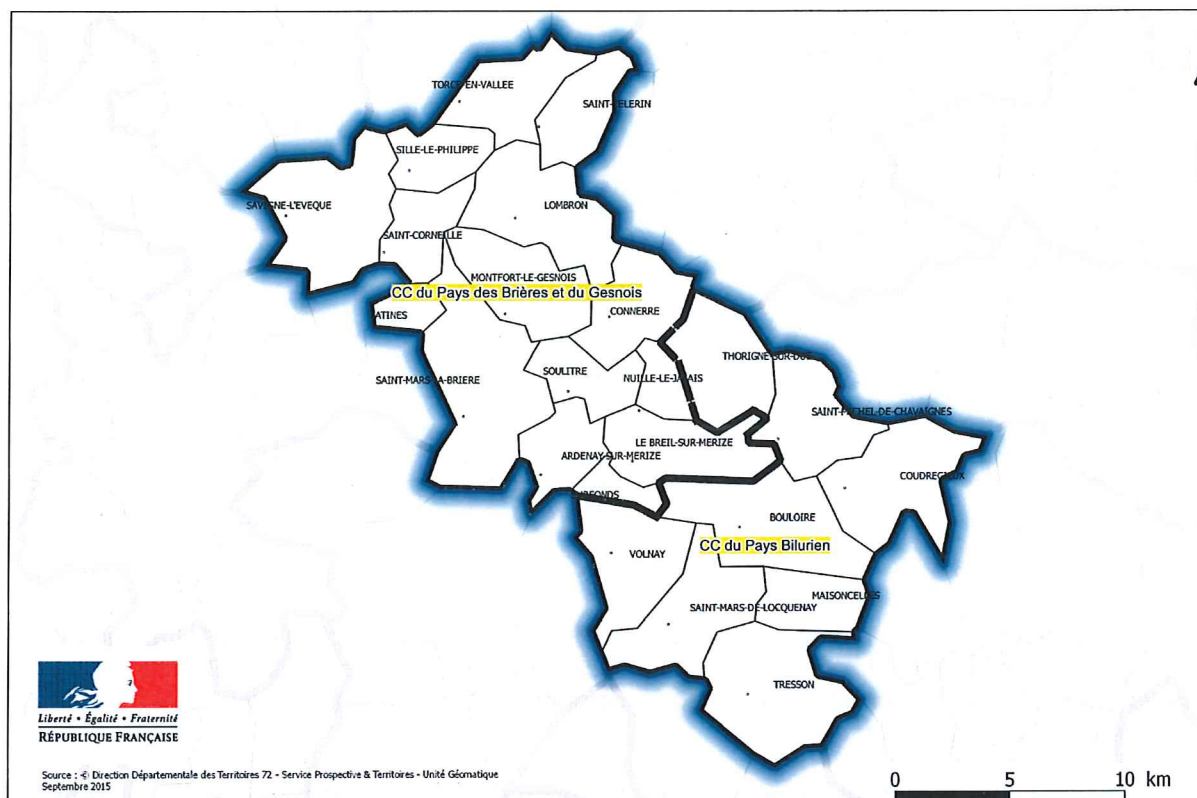 TORCE-EN-VALLEE
SAINT-CELERIN
SILLE-LE-PHILIPPE
SAVIGNE-L'EVEQUE
LOMBRON
SAINT-CORNEILLE
MONTFORT-LE-GESNOIS
CC du Pays des Brières et du Gesnois
CONNERRE
FATINES
THORIGNE-SUR-DUE
SOULITRE
NUILLE-LE-JALAIS
SAINT-MARS-LA-BRIERE
SAINT-MICHEL-DE-CHAVAIGNES
LE BREIL-SUR-MERIZE
ARDENAY-SUR-MERIZE
COUDRECIEUX
SURFONDS
BOULOIRE
CC du Pays Bilurien
VOLNAY
MAISONCELLES
SAINT-MARS-DE-LOCQUENAY
TRESSON
Liberté • Égalité • Fraternité
RÉPUBLIQUE FRANÇAISE
Source : © Direction Départementale des Territoires 72 - Service Prospective & Territoires - Unité Géomatique
Septembre 2015
0 5 10 km